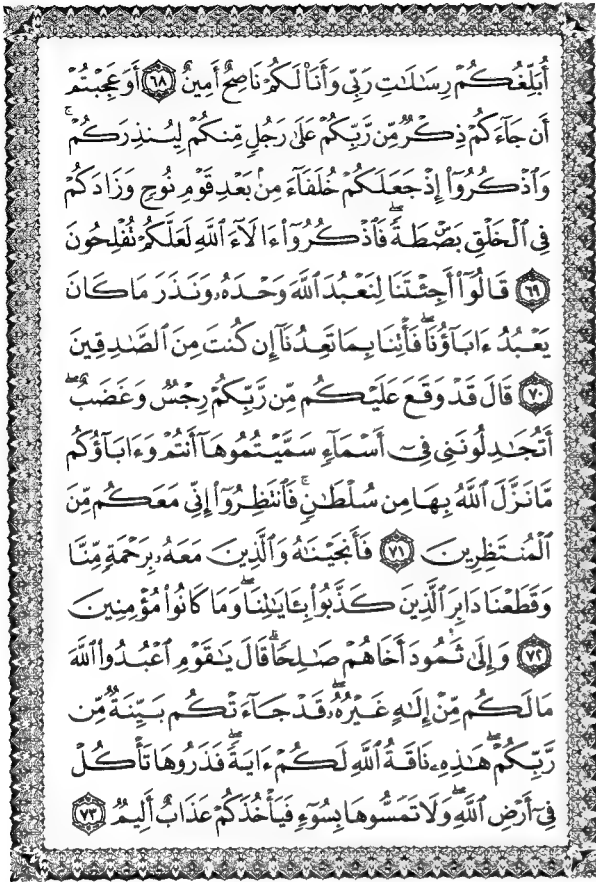 أُبَلِّغُكُمْ رِسَـٰلَـٰتِ رَبِّى وَأَنَا۠ لَكُمْ نَاصِحٌ أَمِينٌ ﴿٦٨﴾ أَوَعَجِبْتُمْ
أَن جَآءَكُمْ ذِكْرٌ مِّن رَّبِّكُمْ عَلَىٰ رَجُلٍ مِّنكُمْ لِيُنذِرَكُمْ ۚ
وَٱذْكُرُوٓا۟ إِذْ جَعَلَكُمْ خُلَفَآءَ مِنۢ بَعْدِ قَوْمِ نُوحٍ وَزَادَكُمْ
فِى ٱلْخَلْقِ بَصْۜطَةً ۖ فَٱذْكُرُوٓا۟ ءَالَآءَ ٱللَّهِ لَعَلَّكُمْ تُفْلِحُونَ
﴿٦٩﴾ قَالُوٓا۟ أَجِئْتَنَا لِنَعْبُدَ ٱللَّهَ وَحْدَهُۥ وَنَذَرَ مَا كَانَ
يَعْبُدُ ءَابَآؤُنَا ۖ فَأْتِنَا بِمَا تَعِدُنَآ إِن كُنتَ مِنَ ٱلصَّـٰدِقِينَ
﴿٧٠﴾ قَالَ قَدْ وَقَعَ عَلَيْكُم مِّن رَّبِّكُمْ رِجْسٌ وَغَضَبٌ ۖ
أَتُجَـٰدِلُونَنِى فِىٓ أَسْمَآءٍ سَمَّيْتُمُوهَآ أَنتُمْ وَءَابَآؤُكُم
مَّا نَزَّلَ ٱللَّهُ بِهَا مِن سُلْطَـٰنٍ ۚ فَٱنتَظِرُوٓا۟ إِنِّى مَعَكُم مِّنَ
ٱلْمُنتَظِرِينَ ﴿٧١﴾ فَأَنجَيْنَـٰهُ وَٱلَّذِينَ مَعَهُۥ بِرَحْمَةٍ مِّنَّا
وَقَطَعْنَا دَابِرَ ٱلَّذِينَ كَذَّبُوا۟ بِـَٔايَـٰتِنَا ۖ وَمَا كَانُوا۟ مُؤْمِنِينَ
﴿٧٢﴾ وَإِلَىٰ ثَمُودَ أَخَاهُمْ صَـٰلِحًا ۗ قَالَ يَـٰقَوْمِ ٱعْبُدُوا۟ ٱللَّهَ
مَا لَكُم مِّنْ إِلَـٰهٍ غَيْرُهُۥ ۖ قَدْ جَآءَتْكُم بَيِّنَةٌ مِّن
رَّبِّكُمْ ۖ هَـٰذِهِۦ نَاقَةُ ٱللَّهِ لَكُمْ ءَايَةً ۖ فَذَرُوهَا تَأْكُلْ
فِىٓ أَرْضِ ٱللَّهِ ۖ وَلَا تَمَسُّوهَا بِسُوٓءٍ فَيَأْخُذَكُمْ عَذَابٌ أَلِيمٌ ﴿٧٣﴾